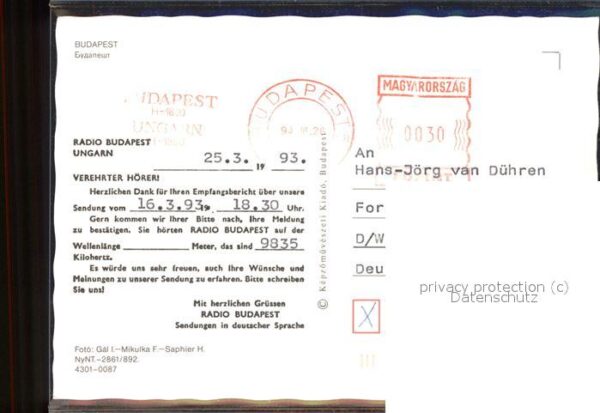 BUDAPEST
Будапешт
BUDAPEST
H-1800
UNGARN
BUDAPEST
MAGYARORSZÁG
0030
RADIO BUDAPEST
UNGARN
25.3. 19 93.
VEREHRTER HÖRER!
Herzlichen Dank für Ihren Empfangsbericht über unsere
Sendung vom 16.3.93 18.30 Uhr.
Gern kommen wir Ihrer Bitte nach, Ihre Meldung
zu bestätigen. Sie hörten RADIO BUDAPEST auf der
Wellenlänge Meter, das sind 9835
Kilohertz.
Es würde uns sehr freuen, auch Ihre Wünsche und
Meinungen zu unserer Sendung zu erfahren. Bitte schreiben
Sie uns!
Mit herzlichen Grüssen
RADIO BUDAPEST
Sendungen in deutscher Sprache
Fotó: Gál I.–Mikulka F.–Saphier H.
NyNT.–2861/892.
4301-0087
© Képzőművészeti Kiadó, Budapest
An
Hans-Jörg van Dühren
For
D/W
Deu
X
privacy protection (c)
Datenschutz